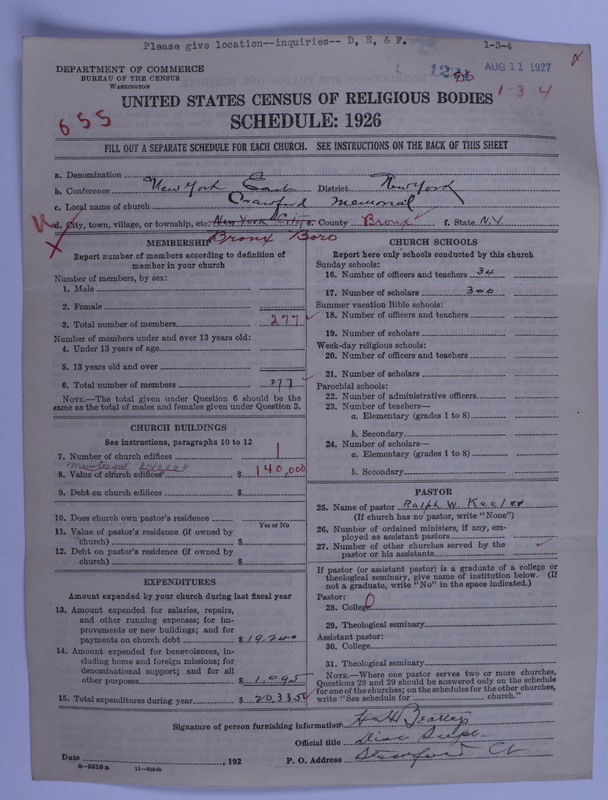 Please give location--inquiries-- D, E, & F. 1-3-4
DEPARTMENT OF COMMERCE
BUREAU OF THE CENSUS
WASHINGTON
AUG 11 1927
1 3 4
UNITED STATES CENSUS OF RELIGIOUS BODIES
655
SCHEDULE: 1926
FILL OUT A SEPARATE SCHEDULE FOR EACH CHURCH. SEE INSTRUCTIONS ON THE BACK OF THIS SHEET
a. Denomination
b. Conference New York East District New York
c. Local name of church Crawford Memorial
d. City, town, village, or township, etc. New York City e. County Bronx f. State N.Y.
Bronx Boro
MEMBERSHIP
Report number of members according to definition of
member in your church
Number of members, by sex:
1. Male
2. Female
3. Total number of members 277
Number of members under and over 13 years old:
4. Under 13 years of age
5. 13 years old and over
6. Total number of members 277
NOTE.—The total given under Question 6 should be
the same as the total of males and females given under Question 3.
CHURCH BUILDINGS
See instructions, paragraphs 10 to 12
7. Number of church edifices 1
8. Value of church edifices $ 140,000
9. Debt on church edifices $
10. Does church own pastor's residence
Yes or No
11. Value of pastor's residence (if owned by
church) $
12. Debt on pastor's residence (if owned by
church) $
EXPENDITURES
Amount expended by your church during last fiscal year
13. Amount expended for salaries, repairs,
and other running expenses; for im-
provements or new buildings; and for
payments on church debt $ 19,240
14. Amount expended for benevolences, in-
cluding home and foreign missions; for
denominational support; and for all
other purposes $ 1095
15. Total expenditures during year $ 20,335
CHURCH SCHOOLS
Report here only schools conducted by this church
Sunday schools:
16. Number of officers and teachers 34
17. Number of scholars 300
Summer vacation Bible schools:
18. Number of officers and teachers
19. Number of scholars
Week-day religious schools:
20. Number of officers and teachers
21. Number of scholars
Parochial schools:
22. Number of administrative officers
23. Number of teachers—
a. Elementary (grades 1 to 8)
b. Secondary
24. Number of scholars—
a. Elementary (grades 1 to 8)
b. Secondary
PASTOR
25. Name of pastor Ralph W. Keeler
(If church has no pastor, write "None")
26. Number of ordained ministers, if any, em-
ployed as assistant pastors
27. Number of other churches served by the
pastor or his assistants
If pastor (or assistant pastor) is a graduate of a college or
theological seminary, give name of institution below. (If
not a graduate, write "No" in the space indicated.)
Pastor:
28. College 0
29. Theological seminary
Assistant pastor:
30. College
31. Theological seminary
NOTE.—Where one pastor serves two or more churches,
Questions 28 and 29 should be answered only on the schedule
for one of the churches; on the schedules for the other churches,
write "See schedule for church."
Signature of person furnishing information
Official title Dist Supt.
Date , 192 P. O. Address Stamford Ct